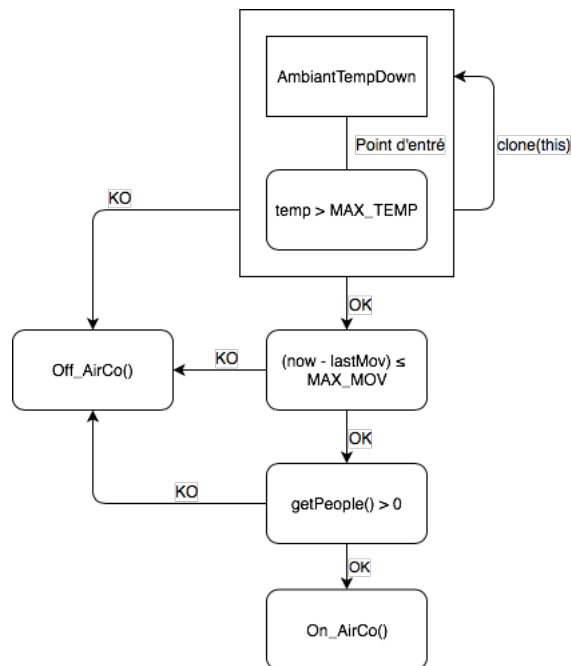 AmbiantTempDown
Point d'entré
clone(this)
temp > MAX_TEMP
KO
OK
Off_AirCo()
KO
(now - lastMov) ≤
MAX_MOV
OK
KO
getPeople() > 0
OK
On_AirCo()